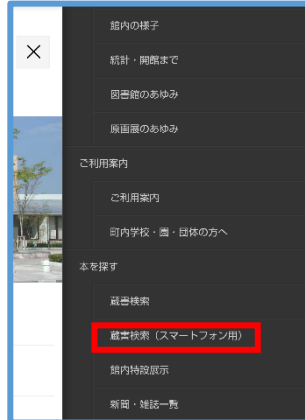 館内の様子
統計・開館まで
図書館のあゆみ
原画展のあゆみ
ご利用案内
ご利用案内
町内学校・園・団体の方へ
本を探す
蔵書検索
蔵書検索（スマートフォン用）
館内特設展示
新聞・雑誌一覧